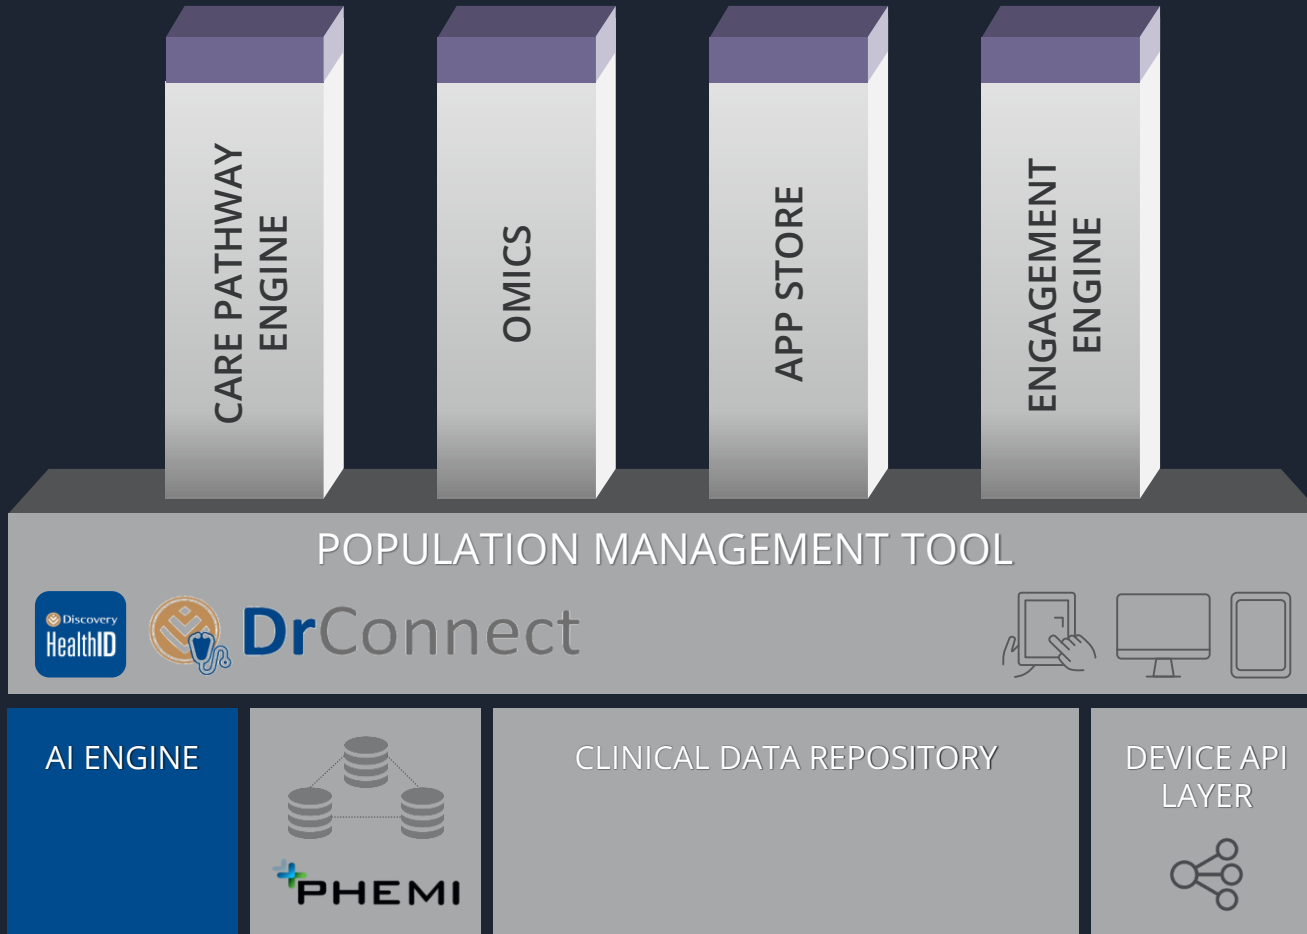 CARE PATHWAY
ENGINE
OMICS
APP STORE
ENGAGEMENT
ENGINE
POPULATION MANAGEMENT TOOL
Discovery
HealthID
DrConnect
AI ENGINE
PHEMI
CLINICAL DATA REPOSITORY
DEVICE API
LAYER